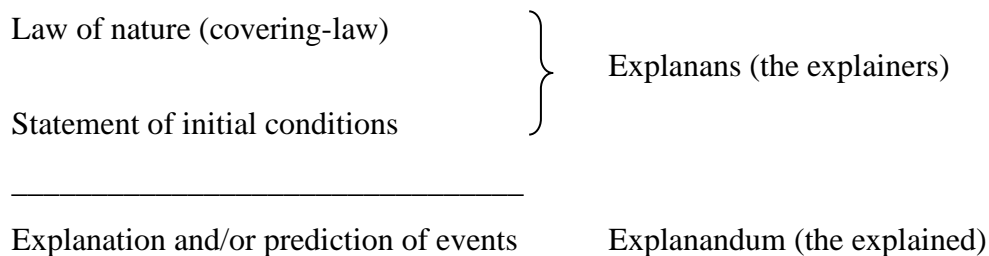 Law of nature (covering-law)
Explanans (the explainers)
Statement of initial conditions
Explanation and/or prediction of events Explanandum (the explained)